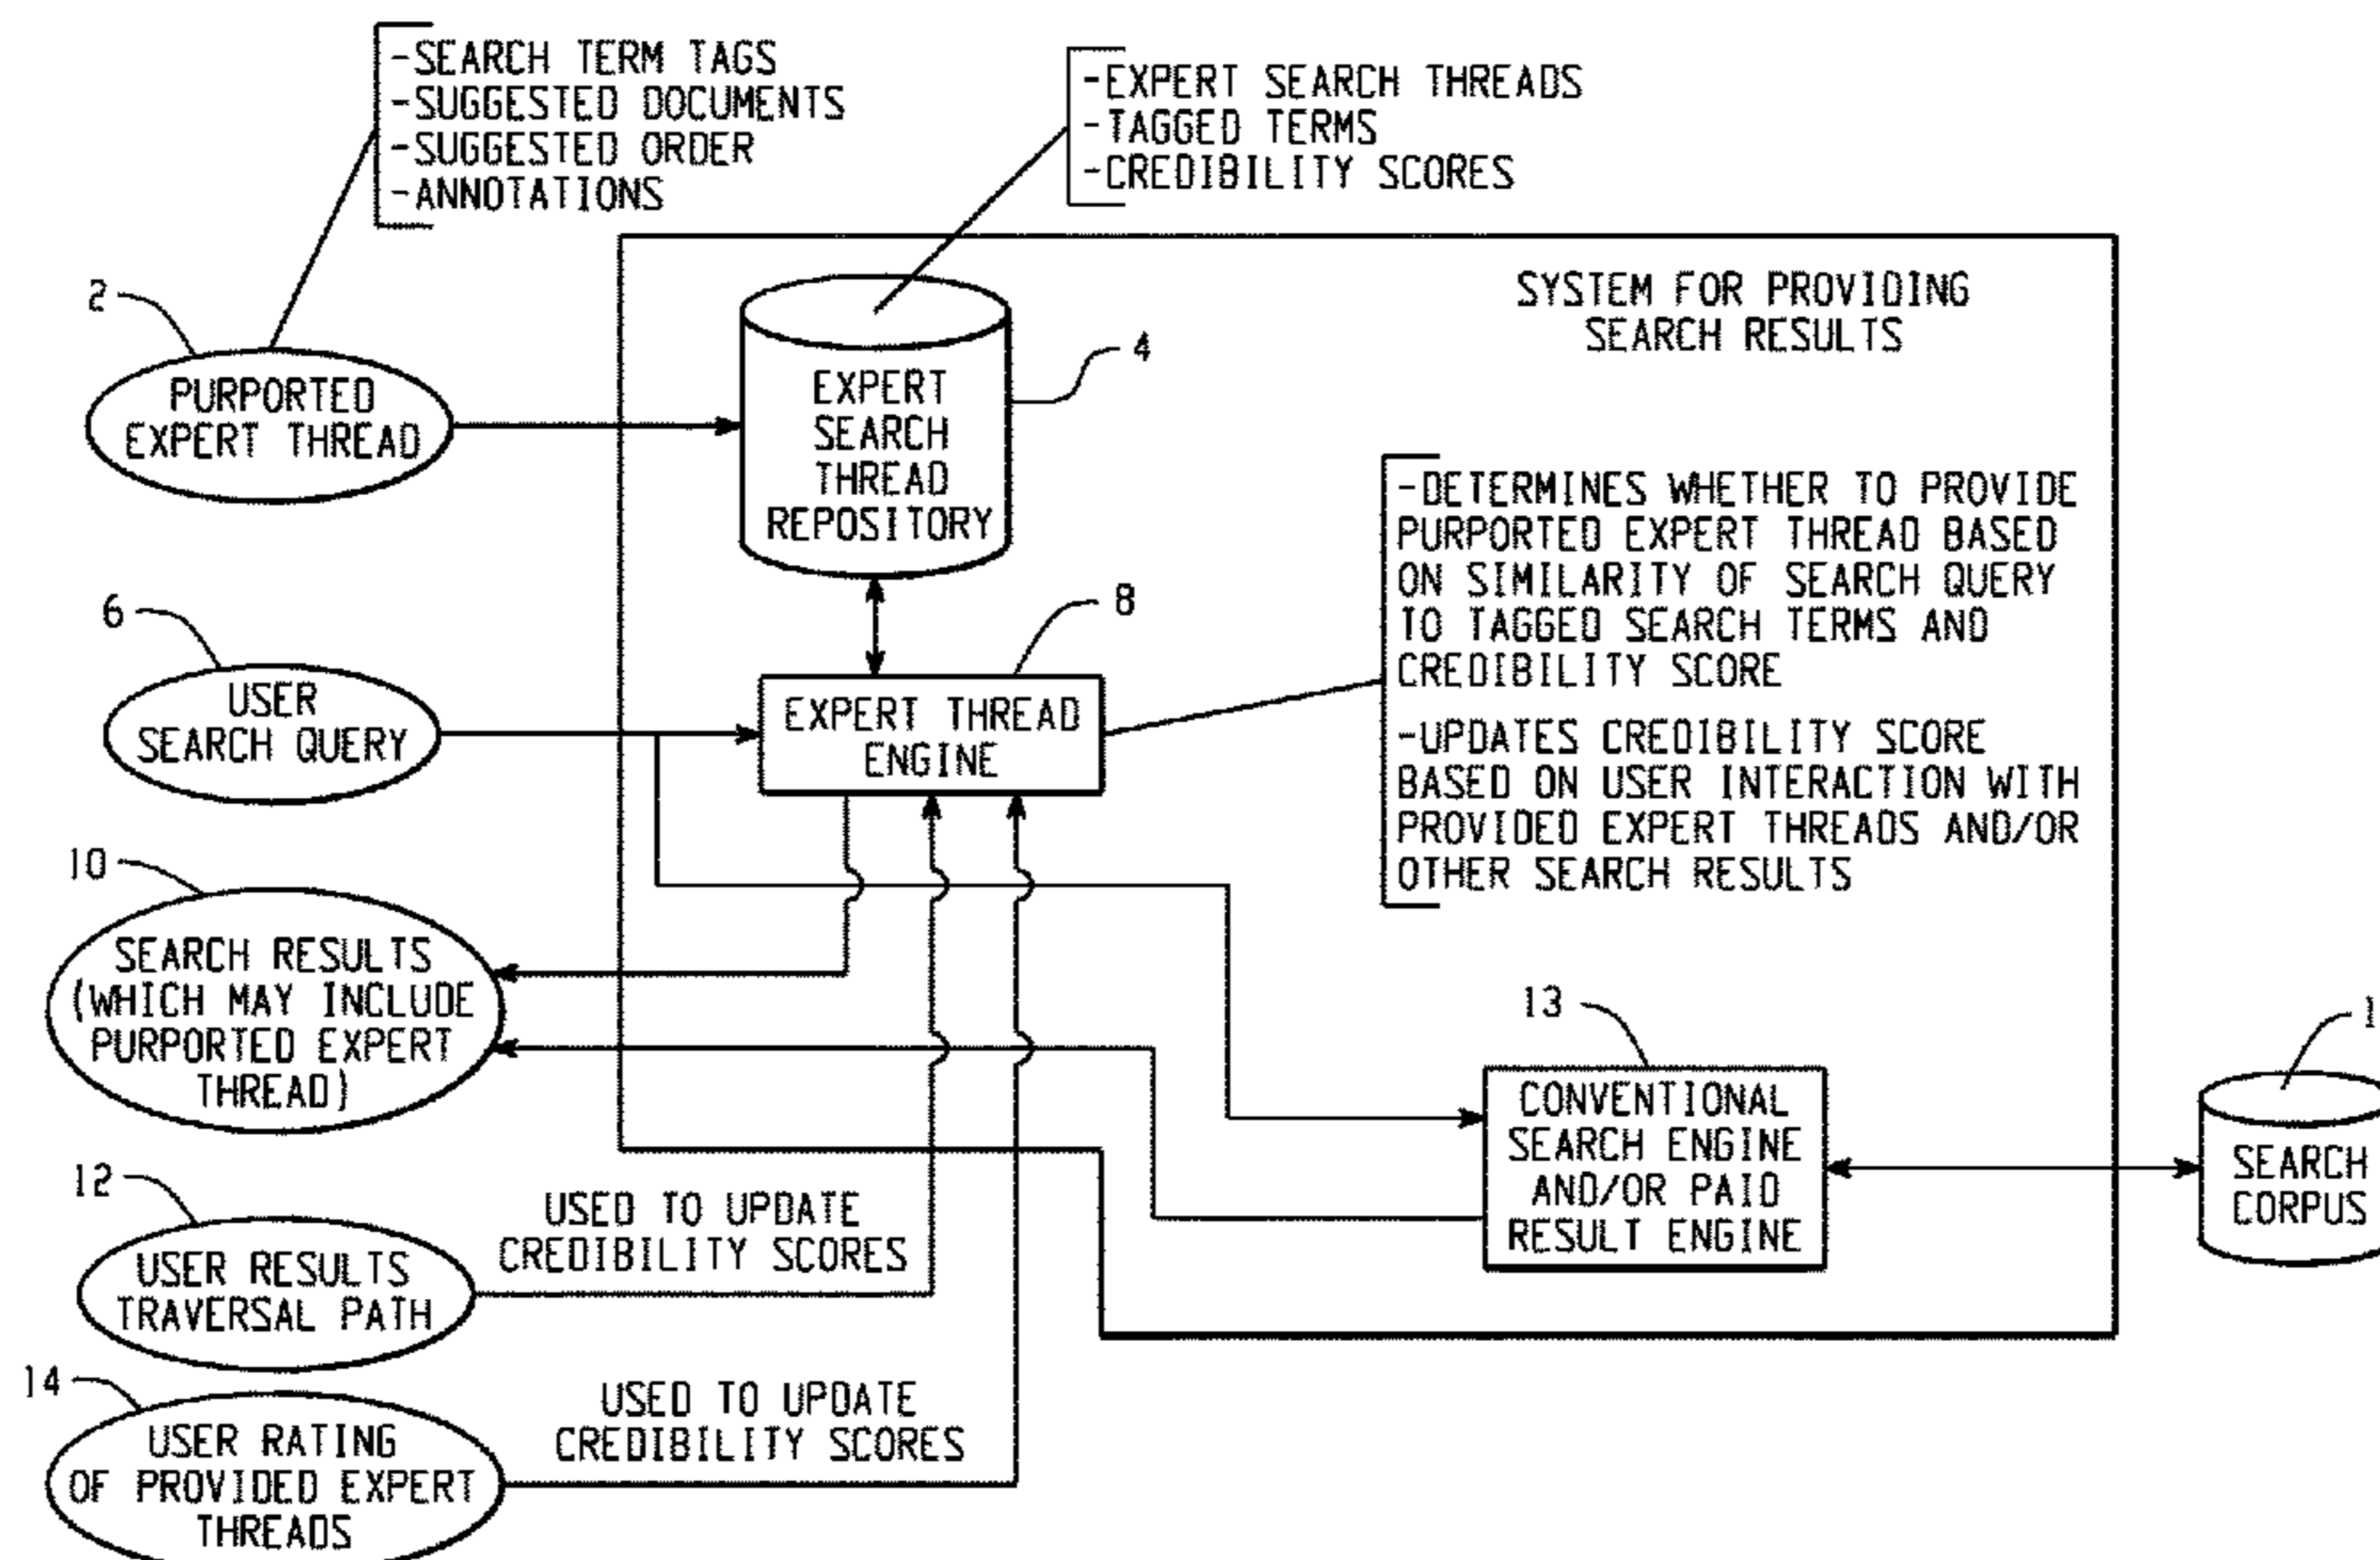 -SEARCH TERM TAGS
-SUGGESTED DOCUMENTS
-SUGGESTED ORDER
-ANNOTATIONS
-EXPERT SEARCH THREADS
-TAGGED TERMS
-CREDIBILITY SCORES
SYSTEM FOR PROVIDING
SEARCH RESULTS
2
PURPORTED
EXPERT THREAD
4
EXPERT
SEARCH
THREAD
REPOSITORY
-DETERMINES WHETHER TO PROVIDE
PURPORTED EXPERT THREAD BASED
ON SIMILARITY OF SEARCH QUERY
TO TAGGED SEARCH TERMS AND
CREDIBILITY SCORE
-UPDATES CREDIBILITY SCORE
BASED ON USER INTERACTION WITH
PROVIDED EXPERT THREADS AND/OR
OTHER SEARCH RESULTS
6
USER
SEARCH QUERY
8
EXPERT THREAD
ENGINE
10
SEARCH RESULTS
(WHICH MAY INCLUDE
PURPORTED EXPERT
THREAD)
13
CONVENTIONAL
SEARCH ENGINE
AND/OR PAID
RESULT ENGINE
SEARCH
CORPUS
12
USER RESULTS
TRAVERSAL PATH
USED TO UPDATE
CREDIBILITY SCORES
14
USER RATING
OF PROVIDED EXPERT
THREADS
USED TO UPDATE
CREDIBILITY SCORES